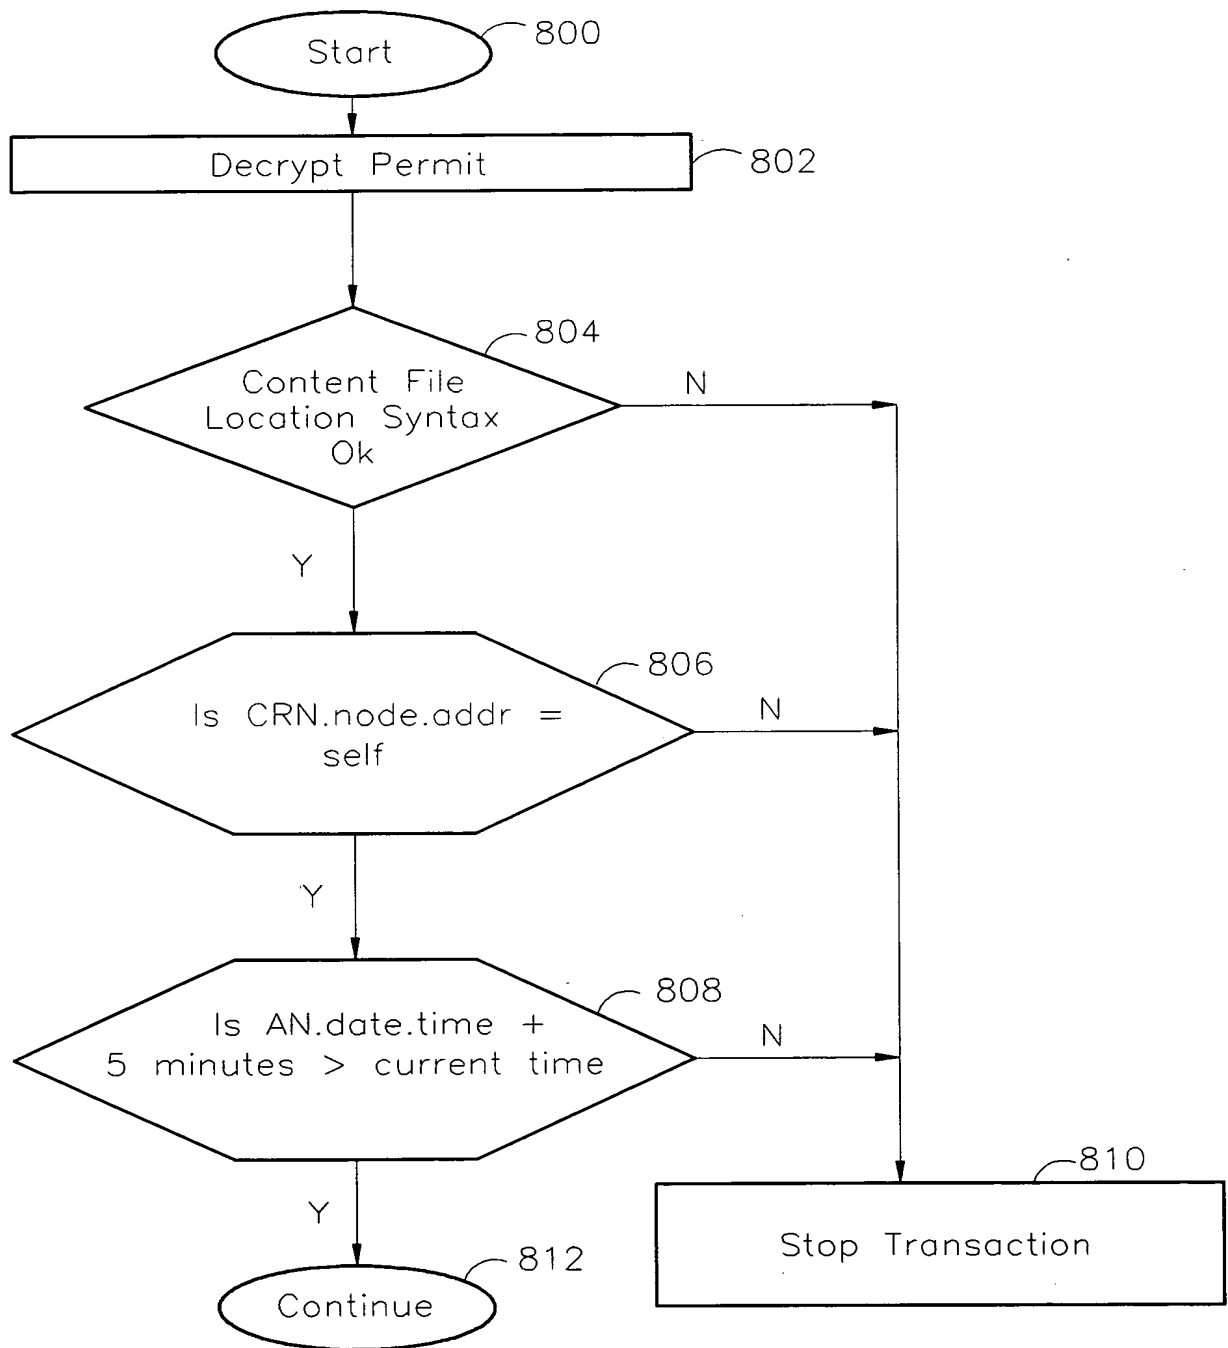 Start
800
Decrypt Permit
802
804
Content File
Location Syntax
Ok
N
Y
806
Is CRN.node.addr =
self
N
Y
808
Is AN.date.time +
5 minutes > current time
N
Y
810
Stop Transaction
812
Continue